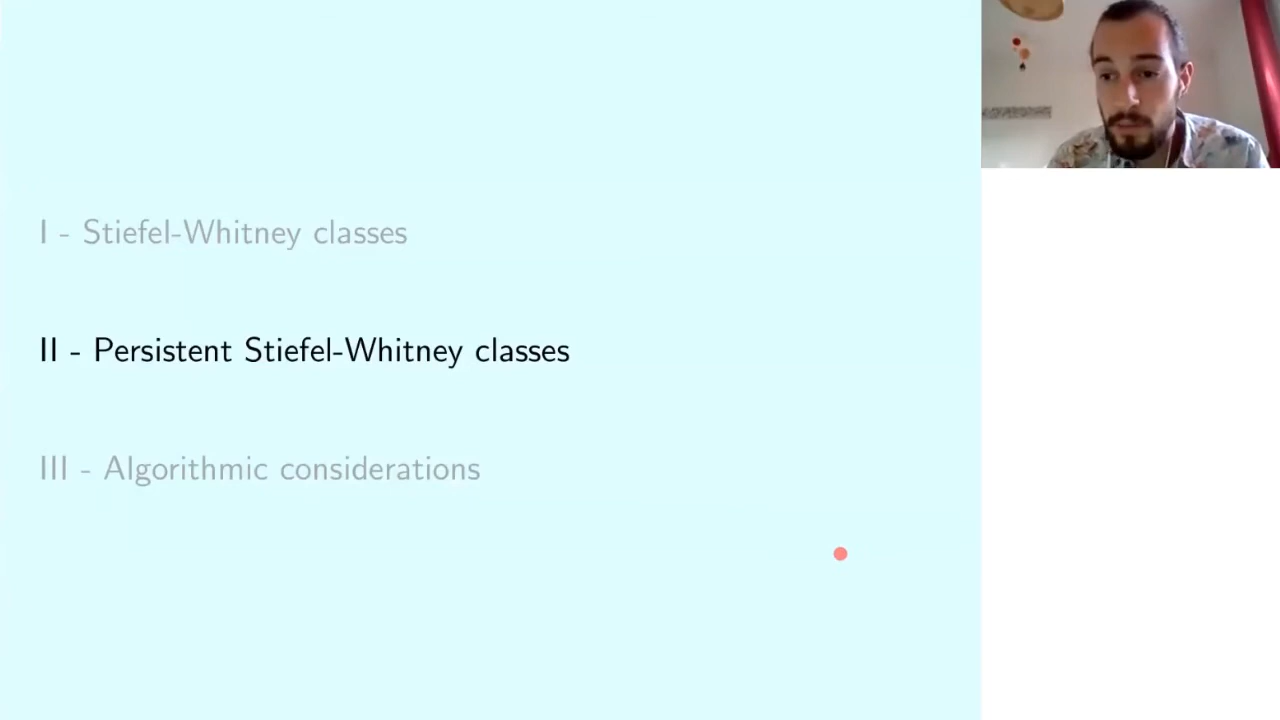 I - Stiefel-Whitney classes
II - Persistent Stiefel-Whitney classes
III - Algorithmic considerations